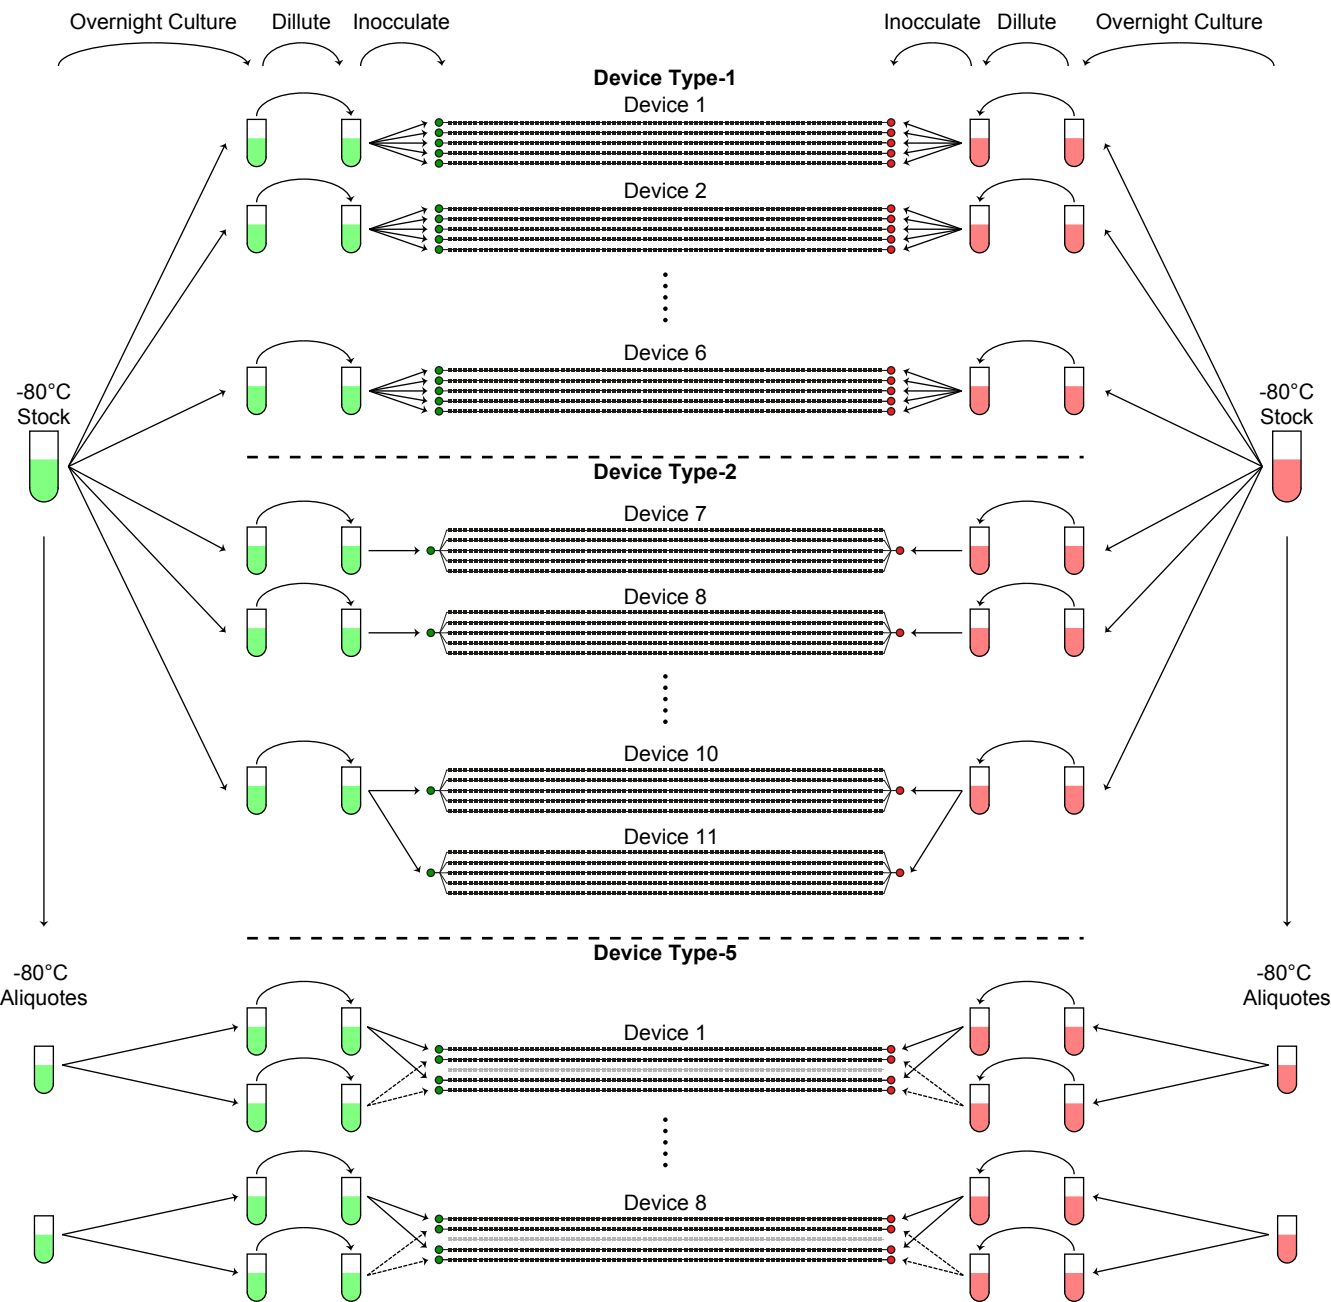 Overnight Culture Dillute Inocculate Inocculate Dillute Overnight Culture
Device Type-1
Device 1
Device 2
Device 6
-80°C
Stock
-80°C
Stock
Device Type-2
Device 7
Device 8
Device 10
Device 11
Device Type-5
-80°C
Aliquotes
-80°C
Aliquotes
Device 1
Device 8